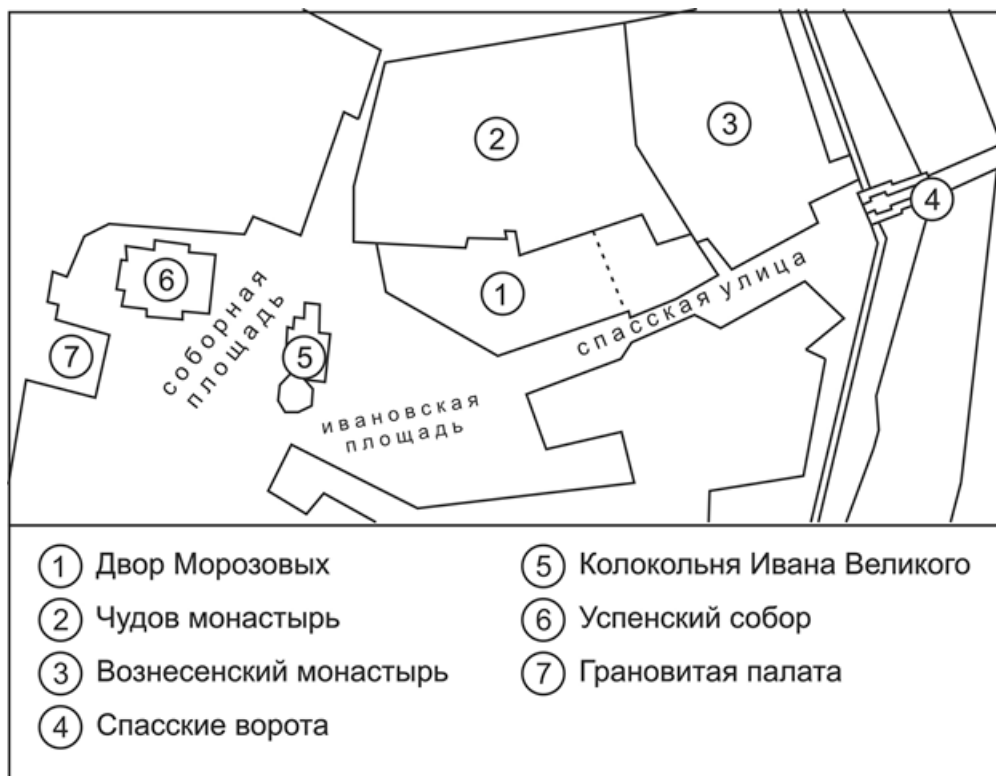 2
3
4
1
6
7
5
соборная
площадь
спасская улица
ивановская
площадь
1 Двор Морозовых
2 Чудов монастырь
3 Вознесенский монастырь
4 Спасские ворота
5 Колокольня Ивана Великого
6 Успенский собор
7 Грановитая палата